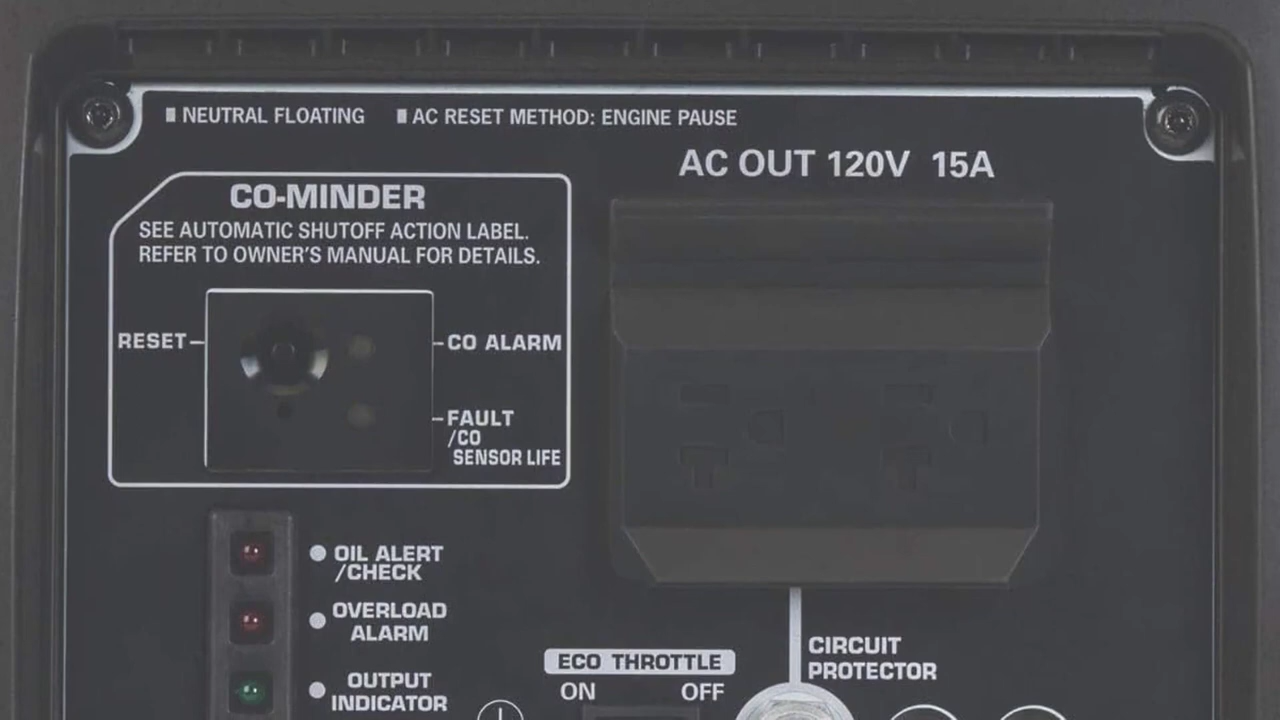 NEUTRAL FLOATING
AC RESET METHOD: ENGINE PAUSE
AC OUT 120V 15A
CO-MINDER
SEE AUTOMATIC SHUTOFF ACTION LABEL.
REFER TO OWNER'S MANUAL FOR DETAILS.
RESET
CO ALARM
FAULT
/CO
SENSOR LIFE
OIL ALERT
/CHECK
OVERLOAD
ALARM
OUTPUT
INDICATOR
ECO THROTTLE
ON OFF
CIRCUIT
PROTECTOR